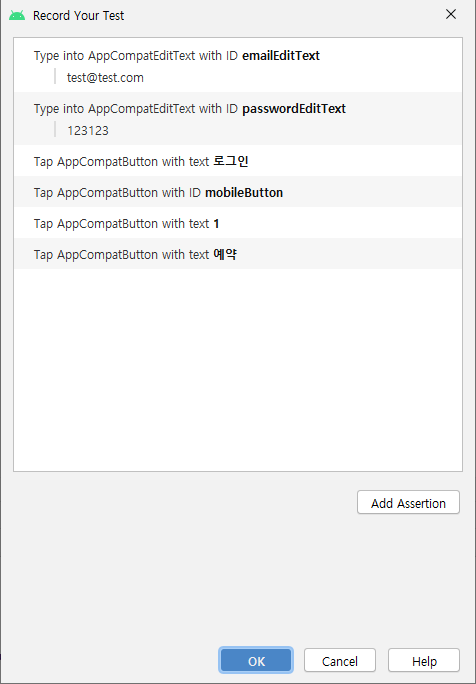 Record Your Test
Type into AppCompatEditText with ID emailEditText
test@test.com
Type into AppCompatEditText with ID passwordEditText
123123
Tap AppCompatButton with text 로그인
Tap AppCompatButton with ID mobileButton
Tap AppCompatButton with text 1
Tap AppCompatButton with text 예약
Add Assertion
OK
Cancel
Help